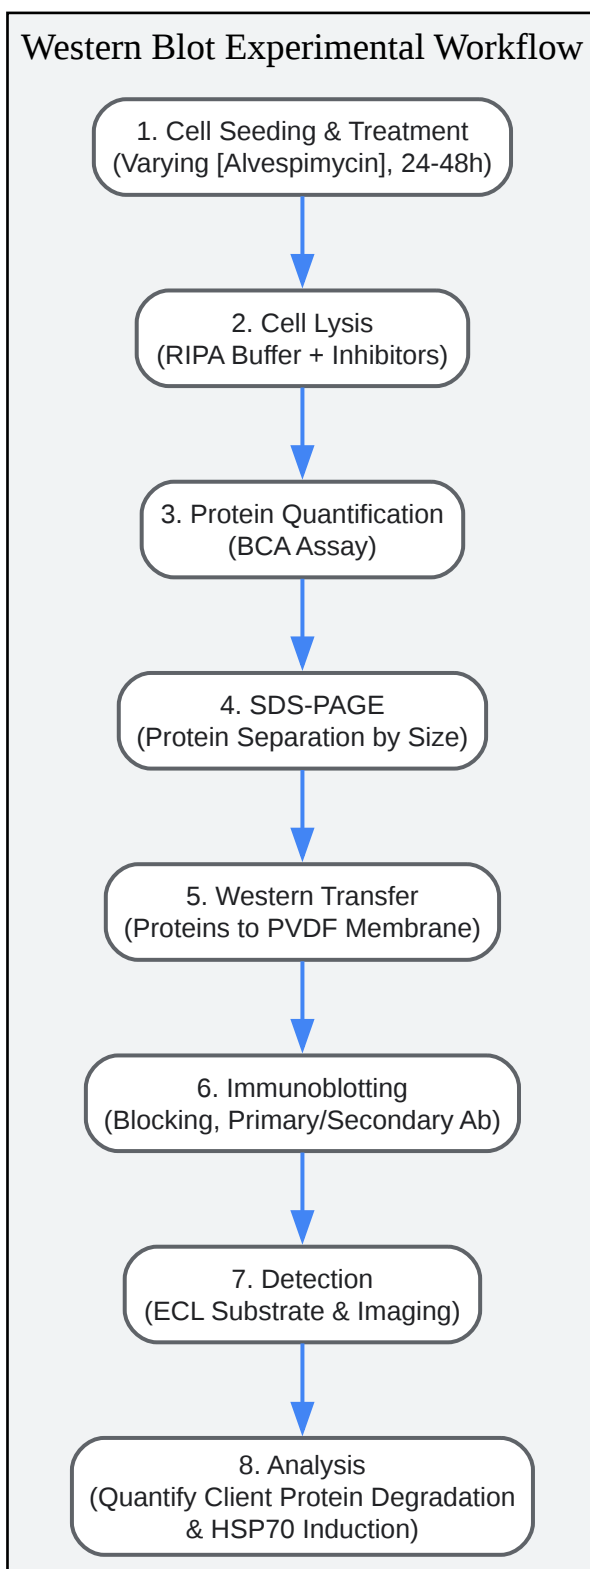 Western Blot Experimental Workflow
1. Cell Seeding & Treatment
(Varying [Alvespimycin], 24-48h)
2. Cell Lysis
(RIPA Buffer + Inhibitors)
3. Protein Quantification
(BCA Assay)
4. SDS-PAGE
(Protein Separation by Size)
5. Western Transfer
(Proteins to PVDF Membrane)
6. Immunoblotting
(Blocking, Primary/Secondary Ab)
7. Detection
(ECL Substrate & Imaging)
8. Analysis
(Quantify Client Protein Degradation
& HSP70 Induction)